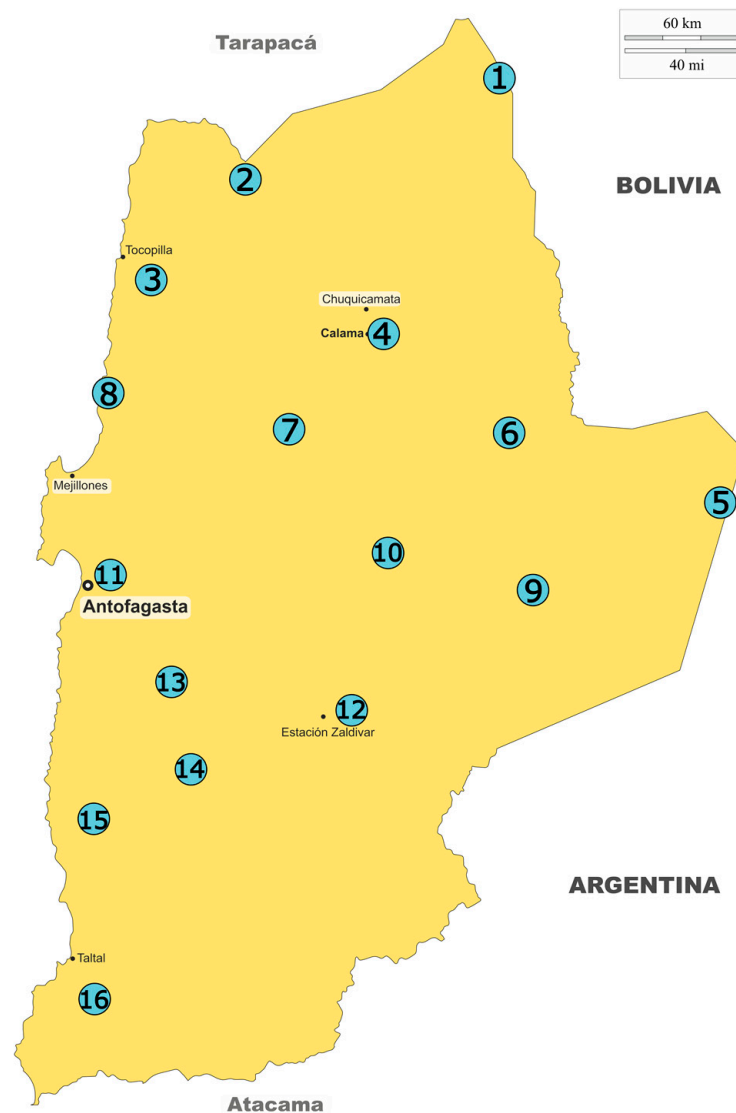 Tarapacá
60 km
40 mi
1
BOLIVIA
2
Tocopilla
3
Chuquicamata
Calama
4
8
7
6
Mejillones
5
10
11
9
Antofagasta
13
12
Estación Zaldivar
14
15
ARGENTINA
Taltal
16
Atacama